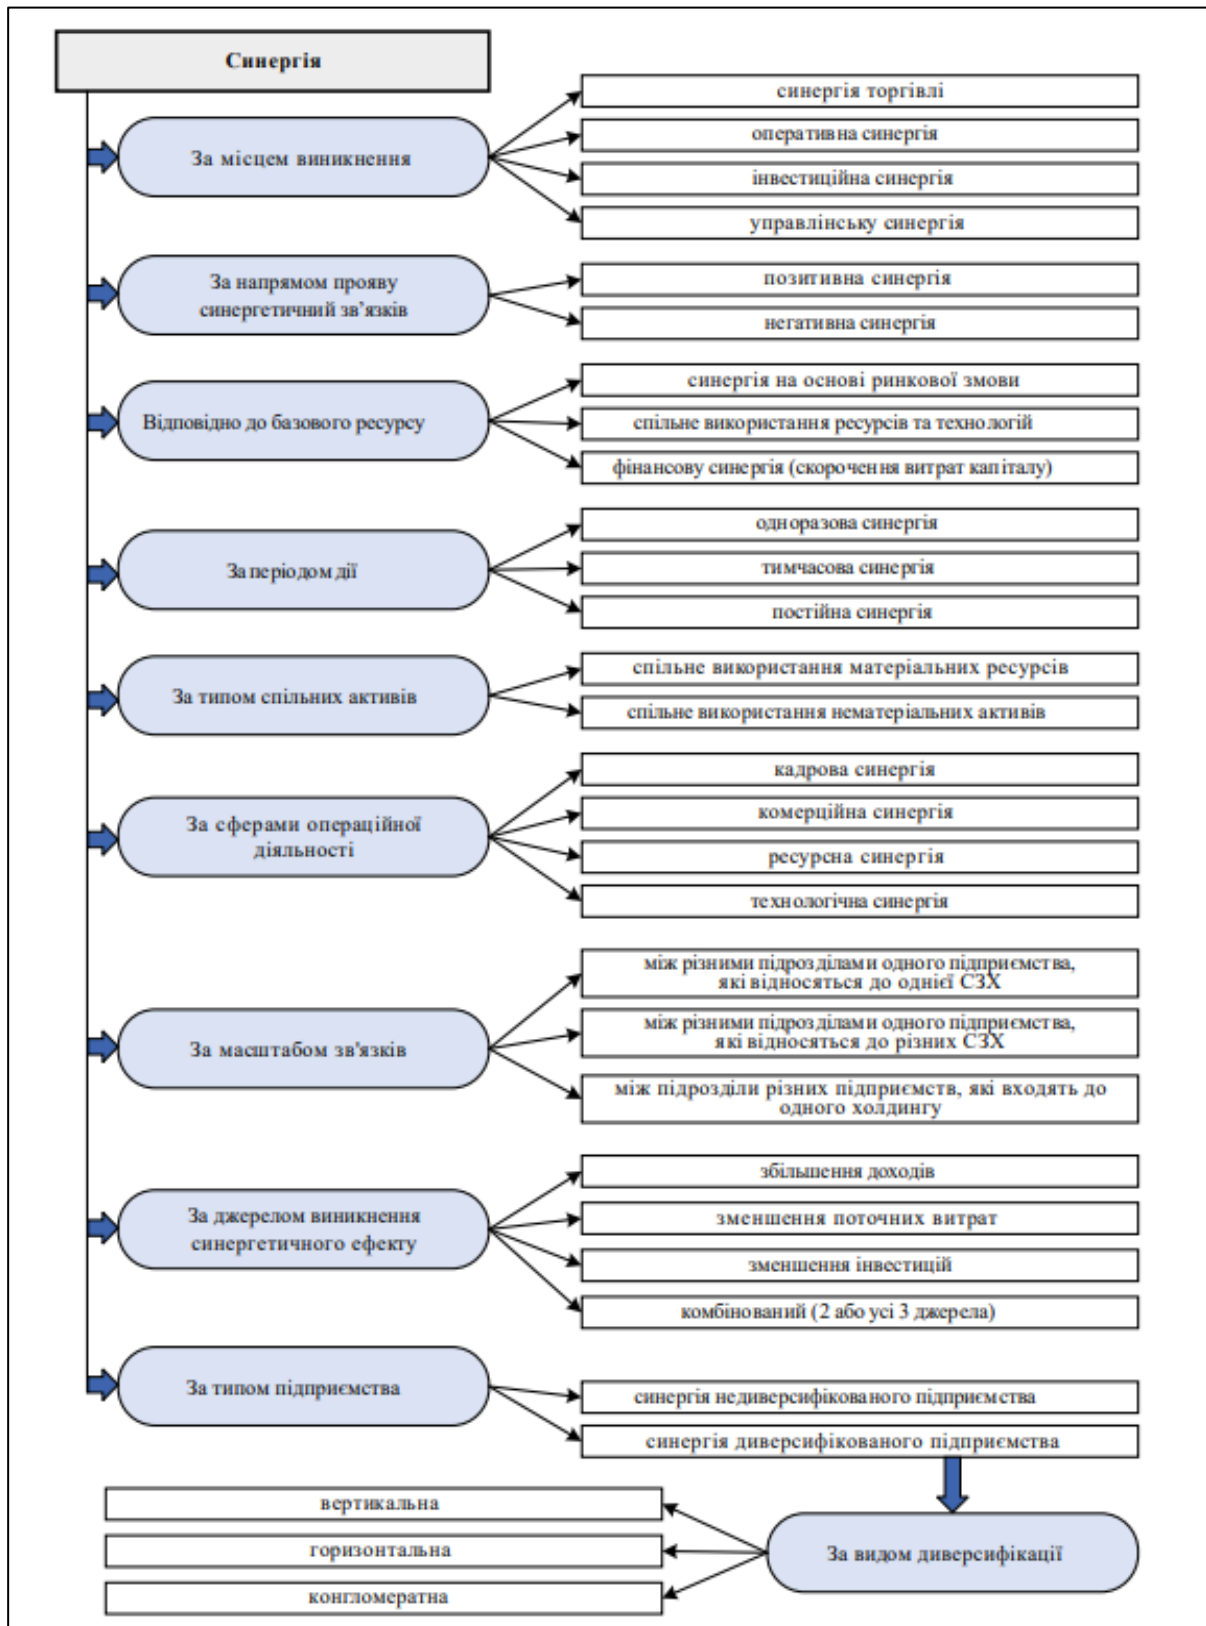 Синергія
За місцем виникнення
синергія торгівлі
оперативна синергія
інвестиційна синергія
управлінську синергія
За напрямом прояву
синергетичний зв’язків
позитивна синергія
негативна синергія
Відповідно до базового ресурсу
синергія на основі ринкової змови
спільне використання ресурсів та технологій
фінансову синергія (скорочення витрат капіталу)
За періодом дії
одноразова синергія
тимчасова синергія
постійна синергія
За типом спільних активів
спільне використання матеріальних ресурсів
спільне використання нематеріальних активів
За сферами операційної
діяльності
кадрова синергія
комерційна синергія
ресурсна синергія
технологічна синергія
За масштабом зв'язків
між різними підрозділами одного підприємства,
які відносяться до однієї СЗХ
між різними підрозділами одного підприємства,
які відносяться до різних СЗХ
між підрозділи різних підприємств, які входять до
одного холдингу
За джерелом виникнення
синергетичного ефекту
збільшення доходів
зменшення поточних витрат
зменшення інвестицій
комбінований (2 або усі 3 джерела)
За типом підприємства
синергія недиверсифікованого підприємства
синергія диверсифікованого підприємства
За видом диверсифікації
вертикальна
горизонтальна
конгломератна